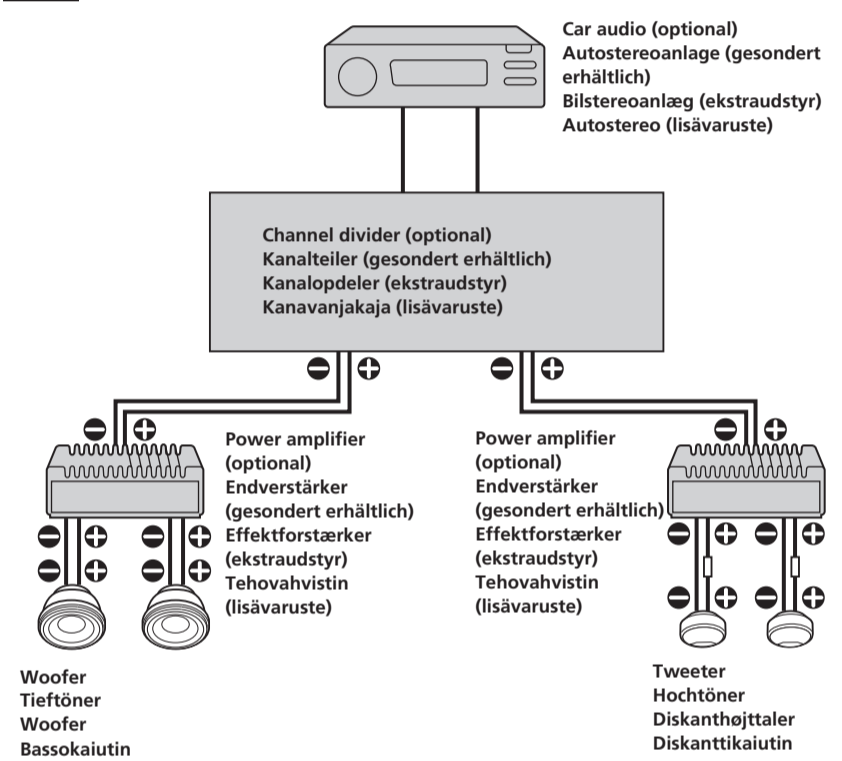 Car audio (optional)
Autostereoanlage (gesondert
erhältlich)
Bilstereoanlæg (ekstraudstyr)
Autostereo (lisävaruste)
Channel divider (optional)
Kanalteiler (gesondert erhältlich)
Kanalopdeler (ekstraudstyr)
Kanavanjakaja (lisävaruste)
Power amplifier
(optional)
Endverstärker
(gesondert erhältlich)
Effektforstærker
(ekstraudstyr)
Tehovahvistin
(lisävaruste)
Power amplifier
(optional)
Endverstärker
(gesondert erhältlich)
Effektforstærker
(ekstraudstyr)
Tehovahvistin
(lisävaruste)
Woofer
Tieftöner
Woofer
Bassokaiutin
Tweeter
Hochtöner
Diskanthøjttaler
Diskanttikaiutin